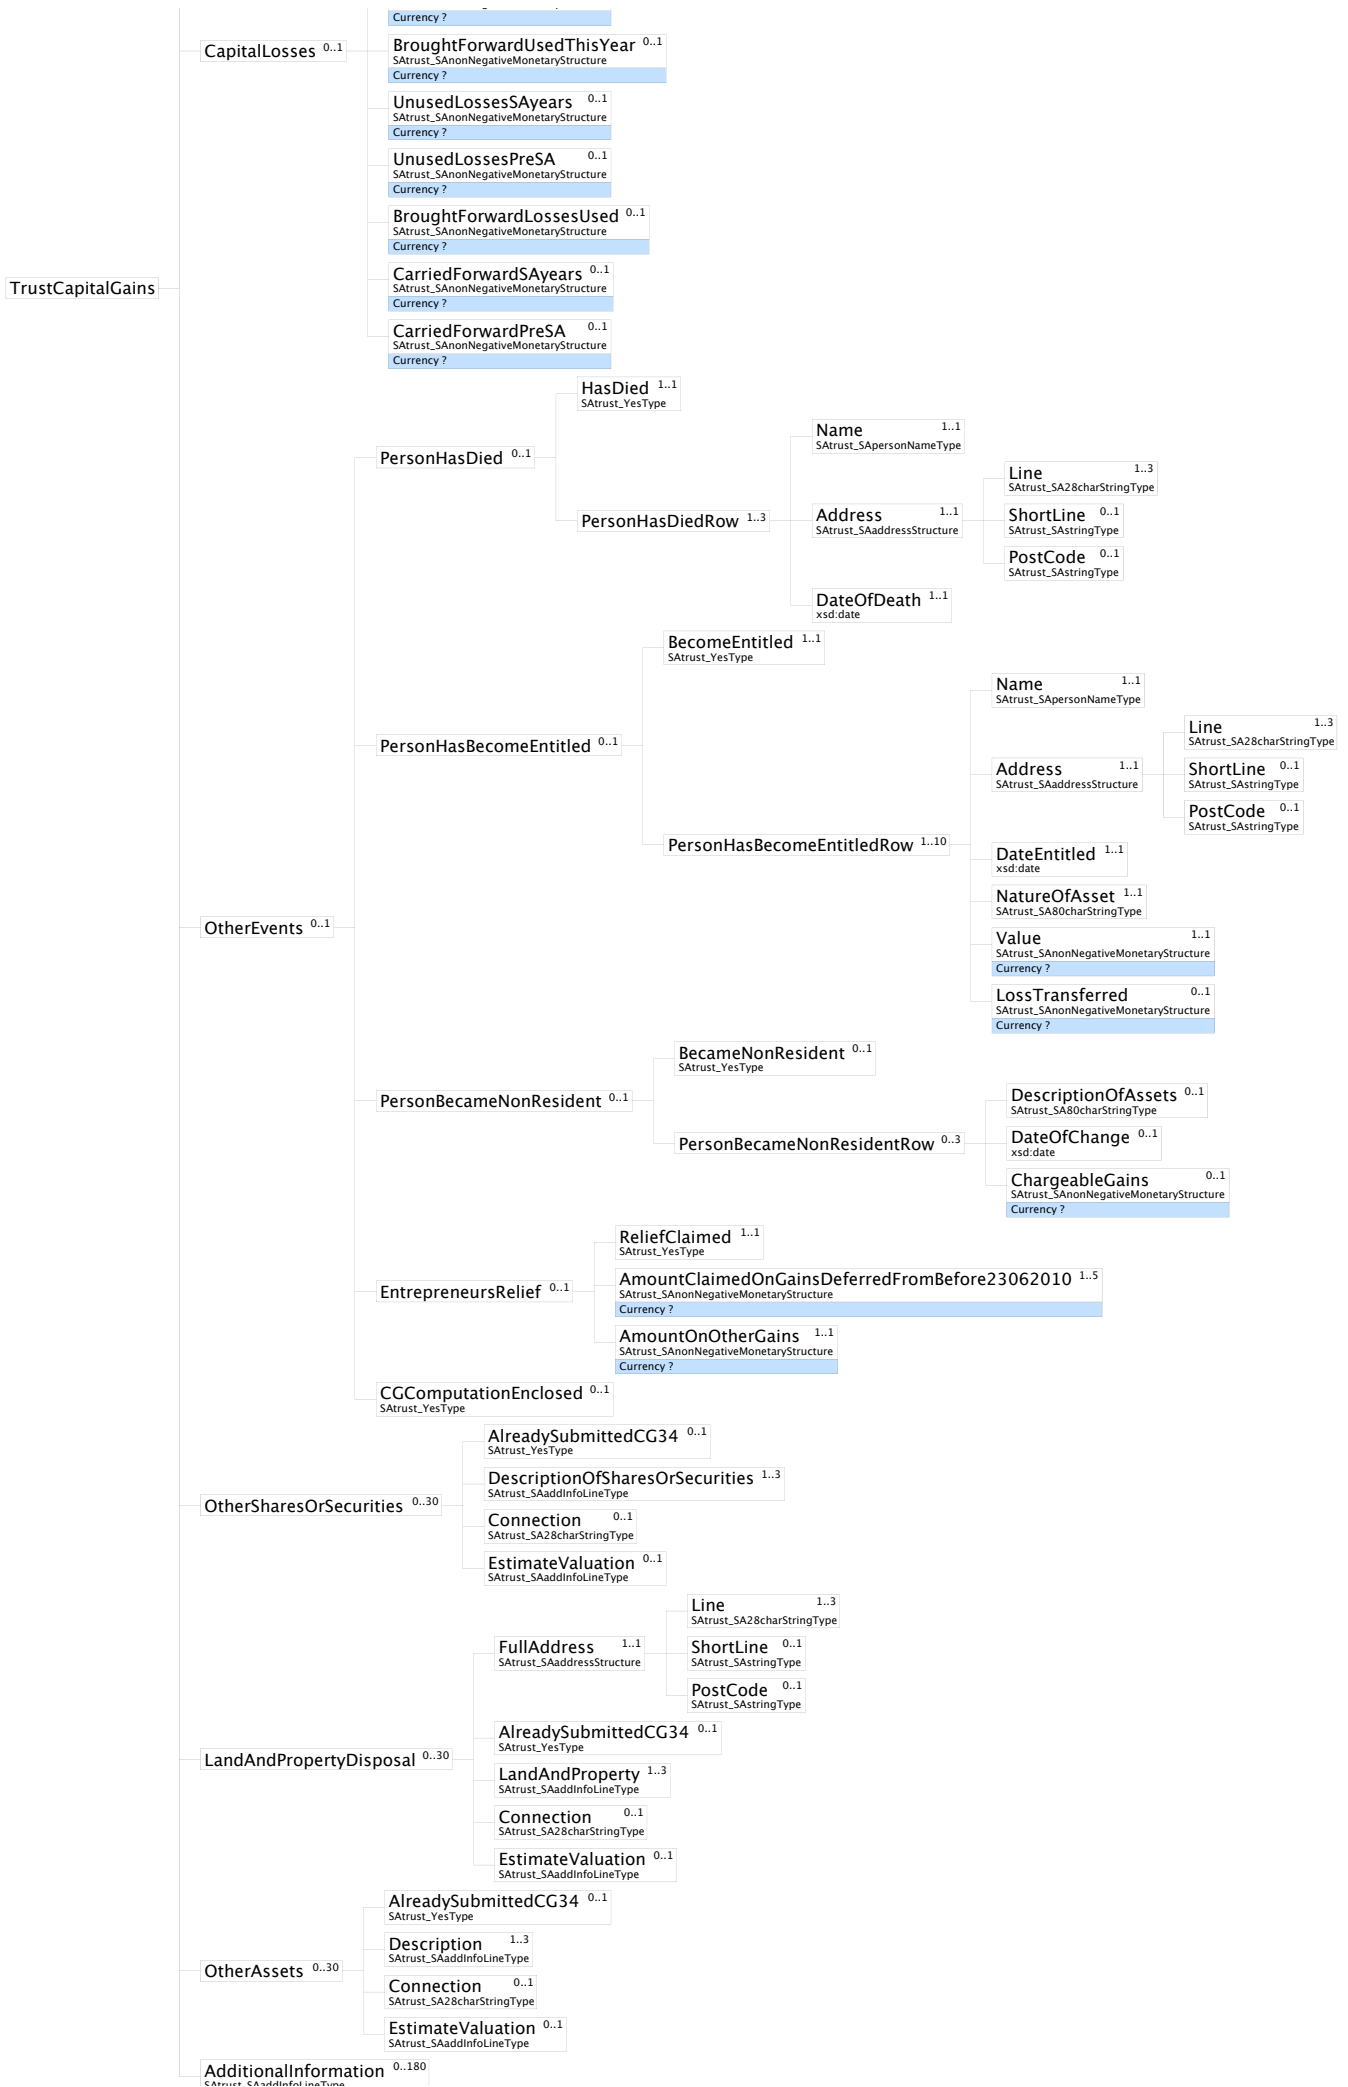 Currency ?
CapitalLosses 0..1
BroughtForwardUsedThisYear 0..1
SAtrust_SAnonNegativeMonetaryStructure
Currency ?
UnusedLossesSAyears 0..1
SAtrust_SAnonNegativeMonetaryStructure
Currency ?
UnusedLossesPreSA 0..1
SAtrust_SAnonNegativeMonetaryStructure
Currency ?
BroughtForwardLossesUsed 0..1
SAtrust_SAnonNegativeMonetaryStructure
Currency ?
TrustCapitalGains
CarriedForwardSAyears 0..1
SAtrust_SAnonNegativeMonetaryStructure
Currency ?
CarriedForwardPreSA 0..1
SAtrust_SAnonNegativeMonetaryStructure
Currency ?
HasDied 1..1
SAtrust_YesType
PersonHasDied 0..1
Name 1..1
SAtrust_SApersonNameType
Line 1..3
SAtrust_SA28charStringType
PersonHasDiedRow 1..3
Address 1..1
SAtrust_SAaddressStructure
ShortLine 0..1
SAtrust_SAstringType
PostCode 0..1
SAtrust_SAstringType
DateOfDeath 1..1
xsd:date
BecomeEntitled 1..1
SAtrust_YesType
Name 1..1
SAtrust_SApersonNameType
PersonHasBecomeEntitled 0..1
Line 1..3
SAtrust_SA28charStringType
Address 1..1
SAtrust_SAaddressStructure
ShortLine 0..1
SAtrust_SAstringType
PostCode 0..1
SAtrust_SAstringType
PersonHasBecomeEntitledRow 1..10
DateEntitled 1..1
xsd:date
NatureOfAsset 1..1
SAtrust_SA80charStringType
OtherEvents 0..1
Value 1..1
SAtrust_SAnonNegativeMonetaryStructure
Currency ?
LossTransferred 0..1
SAtrust_SAnonNegativeMonetaryStructure
Currency ?
BecameNonResident 0..1
SAtrust_YesType
PersonBecameNonResident 0..1
DescriptionOfAssets 0..1
SAtrust_SA80charStringType
PersonBecameNonResidentRow 0..3
DateOfChange 0..1
xsd:date
ChargeableGains 0..1
SAtrust_SAnonNegativeMonetaryStructure
Currency ?
ReliefClaimed 1..1
SAtrust_YesType
EntrepreneursRelief 0..1
AmountClaimedOnGainsDeferredFromBefore23062010 1..5
SAtrust_SAnonNegativeMonetaryStructure
Currency ?
AmountOnOtherGains 1..1
SAtrust_SAnonNegativeMonetaryStructure
Currency ?
CGComputationEnclosed 0..1
SAtrust_YesType
AlreadySubmittedCG34 0..1
SAtrust_YesType
DescriptionOfSharesOrSecurities 1..3
SAtrust_SAaddInfoLineType
OtherSharesOrSecurities 0..30
Connection 0..1
SAtrust_SA28charStringType
EstimateValuation 0..1
SAtrust_SAaddInfoLineType
Line 1..3
SAtrust_SA28charStringType
FullAddress 1..1
SAtrust_SAaddressStructure
ShortLine 0..1
SAtrust_SAstringType
PostCode 0..1
SAtrust_SAstringType
AlreadySubmittedCG34 0..1
SAtrust_YesType
LandAndPropertyDisposal 0..30
LandAndProperty 1..3
SAtrust_SAaddInfoLineType
Connection 0..1
SAtrust_SA28charStringType
EstimateValuation 0..1
SAtrust_SAaddInfoLineType
AlreadySubmittedCG34 0..1
SAtrust_YesType
Description 1..3
SAtrust_SAaddInfoLineType
OtherAssets 0..30
Connection 0..1
SAtrust_SA28charStringType
EstimateValuation 0..1
SAtrust_SAaddInfoLineType
AdditionalInformation 0..180
SAtrust_SAaddInfoLineType